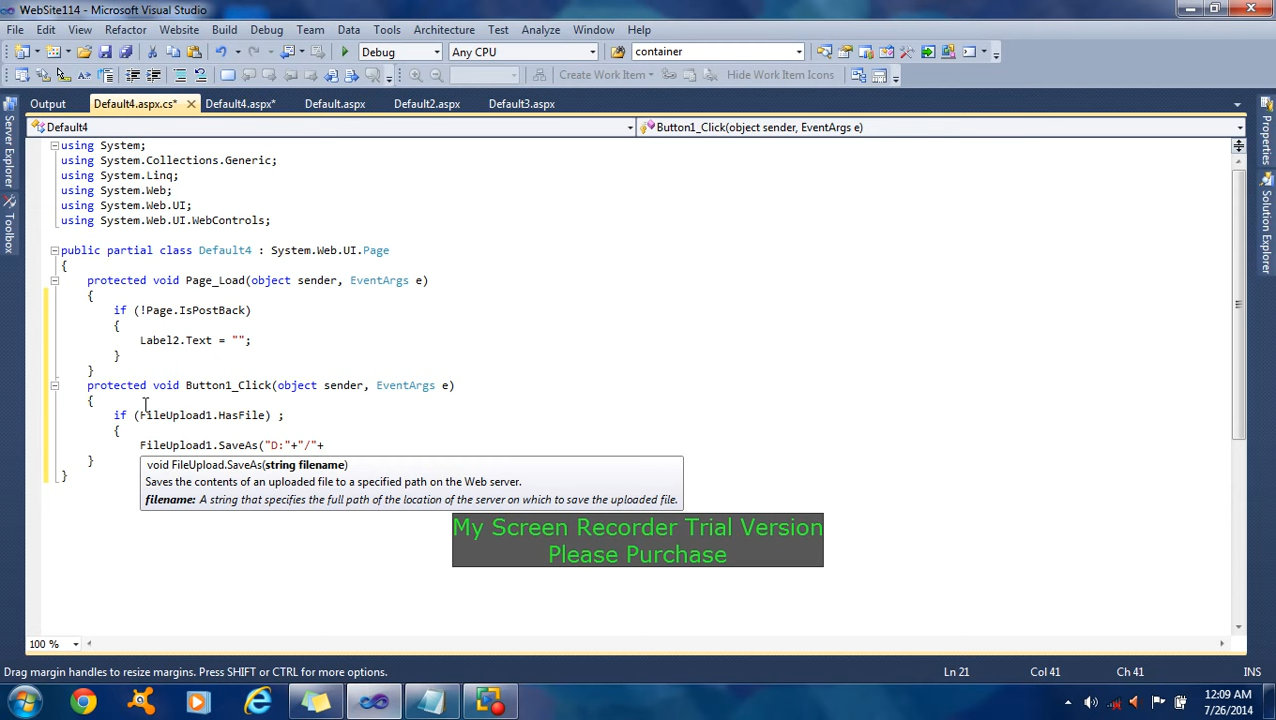 WebSite114 - Microsoft Visual Studio
File Edit View Refactor Website Build Debug Team Data Tools Architecture Test Analyze Window Help
Debug Any CPU container
Create Work Item Hide Work Item Icons
Output Default4.aspx.cs* Default4.aspx* Default.aspx Default2.aspx Default3.aspx
Default4 Button1_Click(object sender, EventArgs e)
using System;
using System.Collections.Generic;
using System.Linq;
using System.Web;
using System.Web.UI;
using System.Web.UI.WebControls;
public partial class Default4 : System.Web.UI.Page
{
protected void Page_Load(object sender, EventArgs e)
{
if (!Page.IsPostBack)
{
Label2.Text = "";
}
}
protected void Button1_Click(object sender, EventArgs e)
{
if (FileUpload1.HasFile) ;
{
FileUpload1.SaveAs("D:"+"/"+
}
}
void FileUpload.SaveAs(string filename)
Saves the contents of an uploaded file to a specified path on the Web server.
filename: A string that specifies the full path of the location of the server on which to save the uploaded file.
My Screen Recorder Trial Version
Please Purchase
Server Explorer
Toolbox
Properties
Solution Explorer
100 %
Drag margin handles to resize margins. Press SHIFT or CTRL for more options. Ln 21 Col 41 Ch 41 INS
12:09 AM
7/26/2014